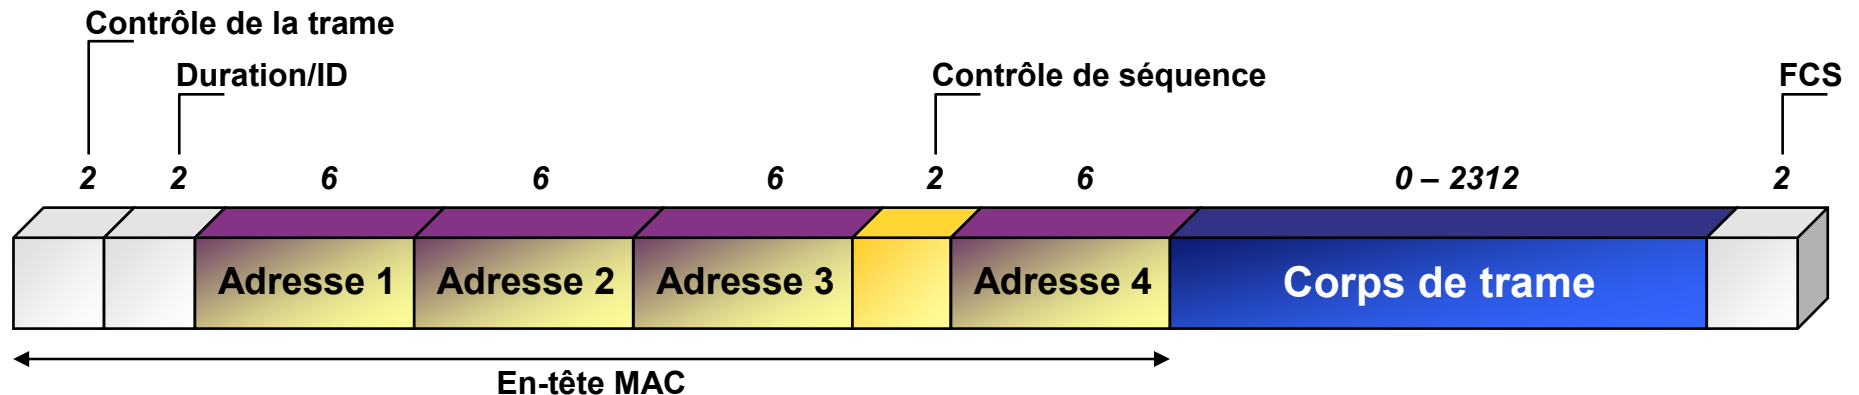 Contrôle de la trame
Duration/ID
Contrôle de séquence
FCS
2 2 6 6 6 2 6 0 – 2312 2
Adresse 1 Adresse 2 Adresse 3 Adresse 4 Corps de trame
En-tête MAC